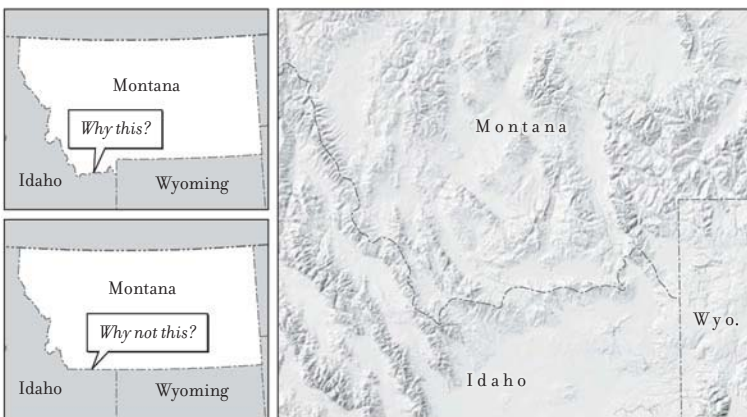 Montana
Why this?
Idaho
Wyoming
Montana
Why not this?
Idaho
Wyoming
Montana
Wyo.
Idaho